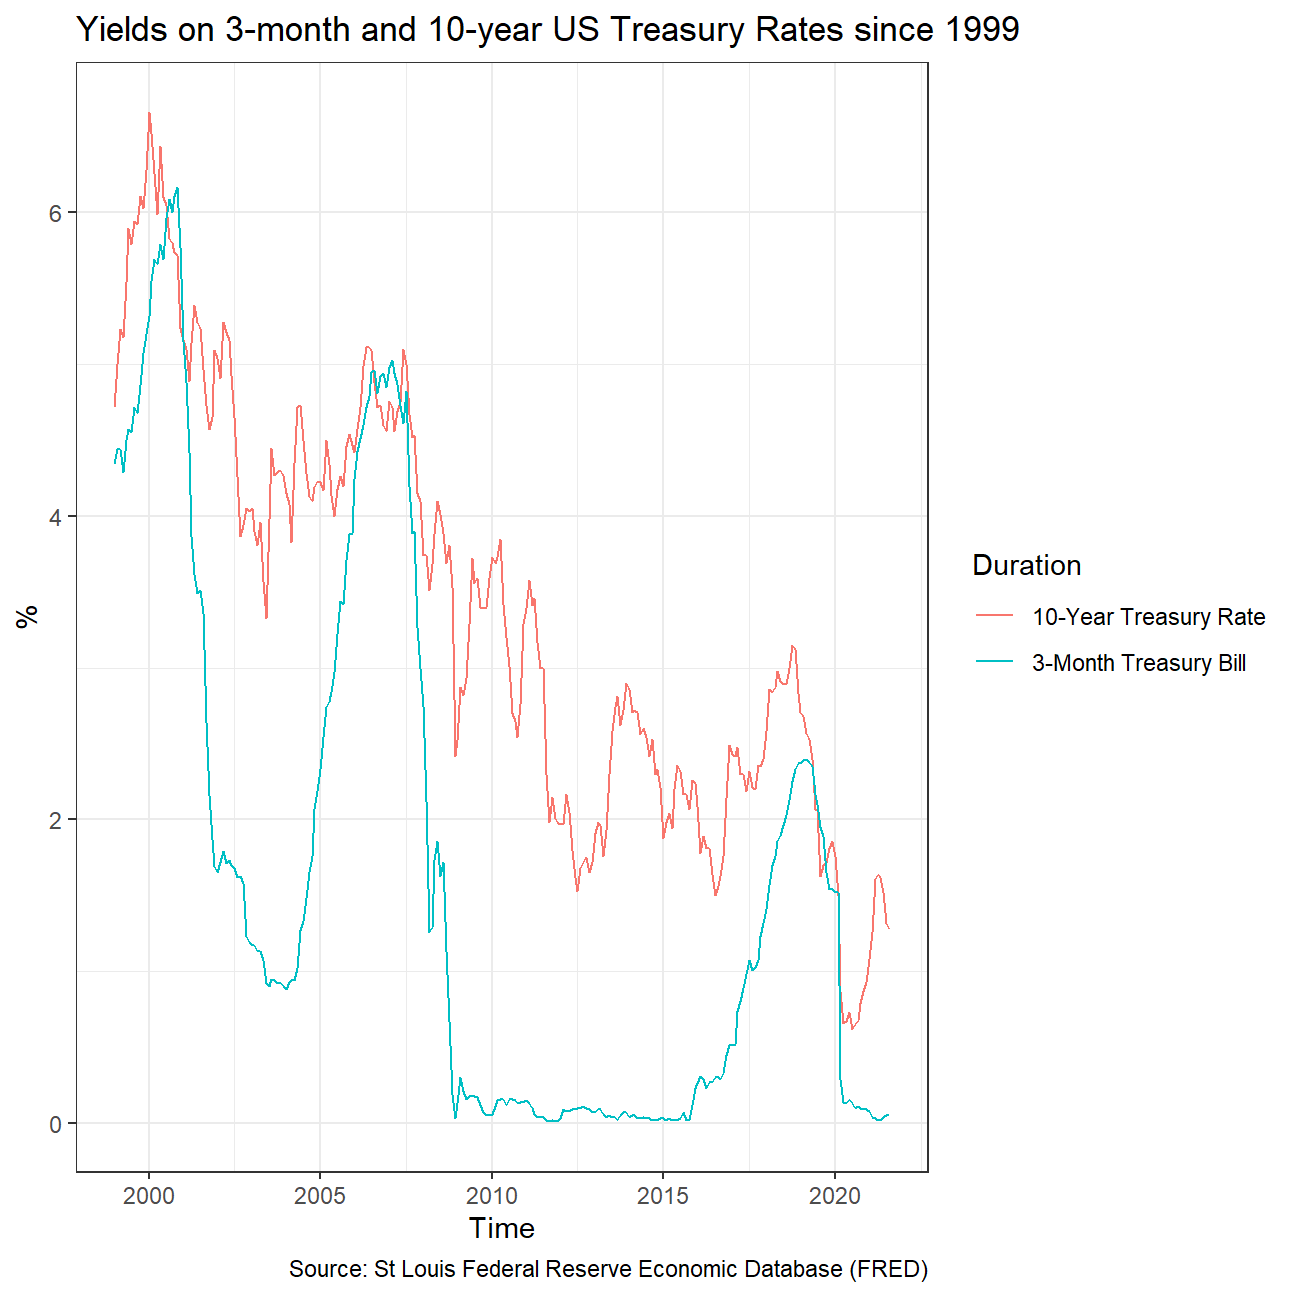 Yields on 3-month and 10-year US Treasury Rates since 1999
6
4
2
0
%
2000 2005 2010 2015 2020
Time
Duration
10-Year Treasury Rate
3-Month Treasury Bill
Source: St Louis Federal Reserve Economic Database (FRED)